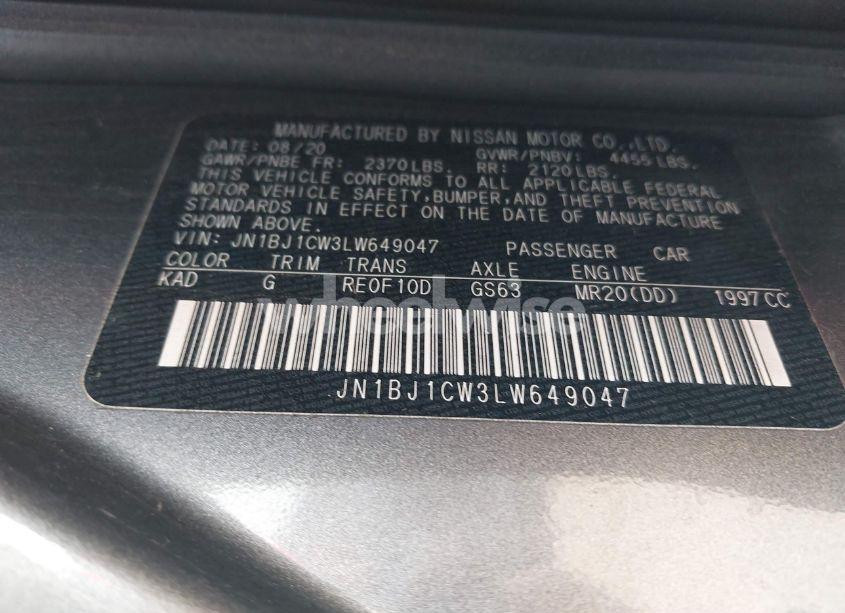 MANUFACTURED BY NISSAN MOTOR CO.,LTD.
DATE: 08/20 GVWR/PNBV: 4455 LBS.
GAWR/PNBE FR: 2370LBS. RR: 2120LBS.
THIS VEHICLE CONFORMS TO ALL APPLICABLE FEDERAL
MOTOR VEHICLE SAFETY,BUMPER,AND THEFT PREVENTION
STANDARDS IN EFFECT ON THE DATE OF MANUFACTURE
SHOWN ABOVE.
VIN: JN1BJ1CW3LW649047 PASSENGER CAR
COLOR TRIM TRANS AXLE ENGINE
KAD G RE0F10D GS63 MR20(DD) 1997CC
wheelwise
JN1BJ1CW3LW649047